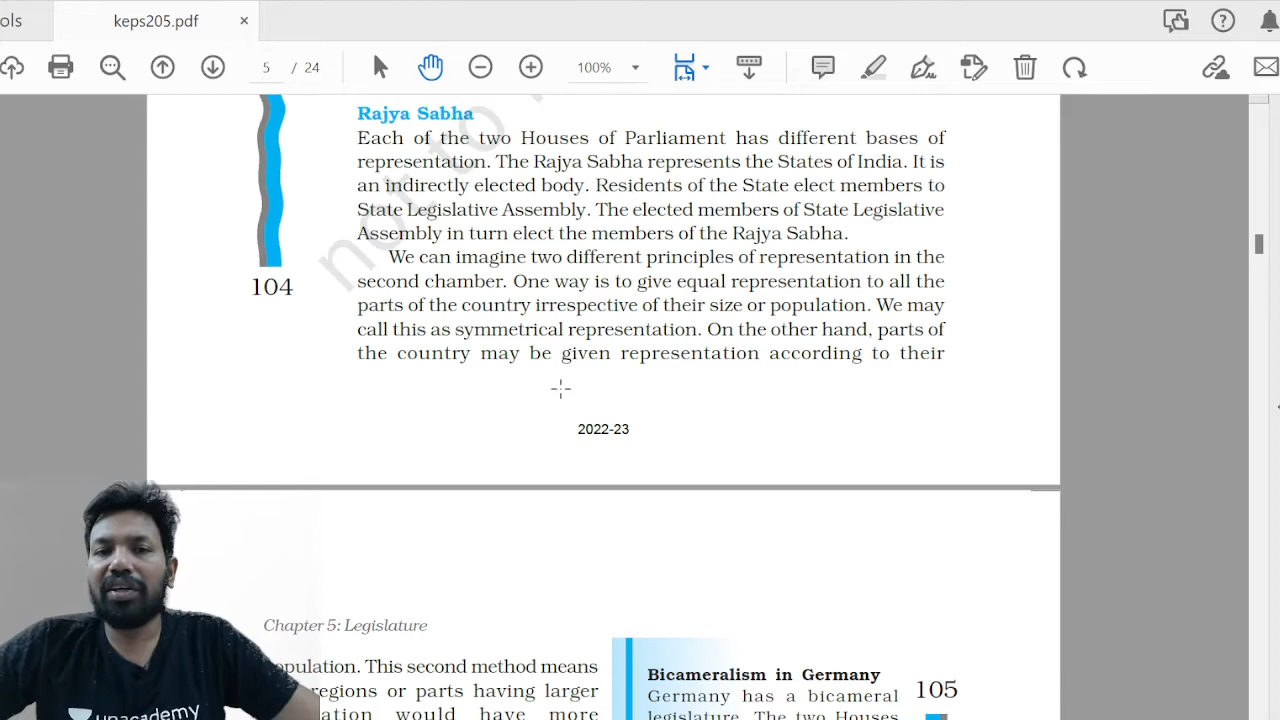 ols
keps205.pdf
×
5 / 24
100%
Rajya Sabha
Each of the two Houses of Parliament has different bases of
representation. The Rajya Sabha represents the States of India. It is
an indirectly elected body. Residents of the State elect members to
State Legislative Assembly. The elected members of State Legislative
Assembly in turn elect the members of the Rajya Sabha.
We can imagine two different principles of representation in the
second chamber. One way is to give equal representation to all the
parts of the country irrespective of their size or population. We may
call this as symmetrical representation. On the other hand, parts of
the country may be given representation according to their
104
not to
2022-23
Chapter 5: Legislature
opulation. This second method means
regions or parts having larger
ation would have more
Bicameralism in Germany
Germany has a bicameral
legislature. The two Houses
105
unacademy